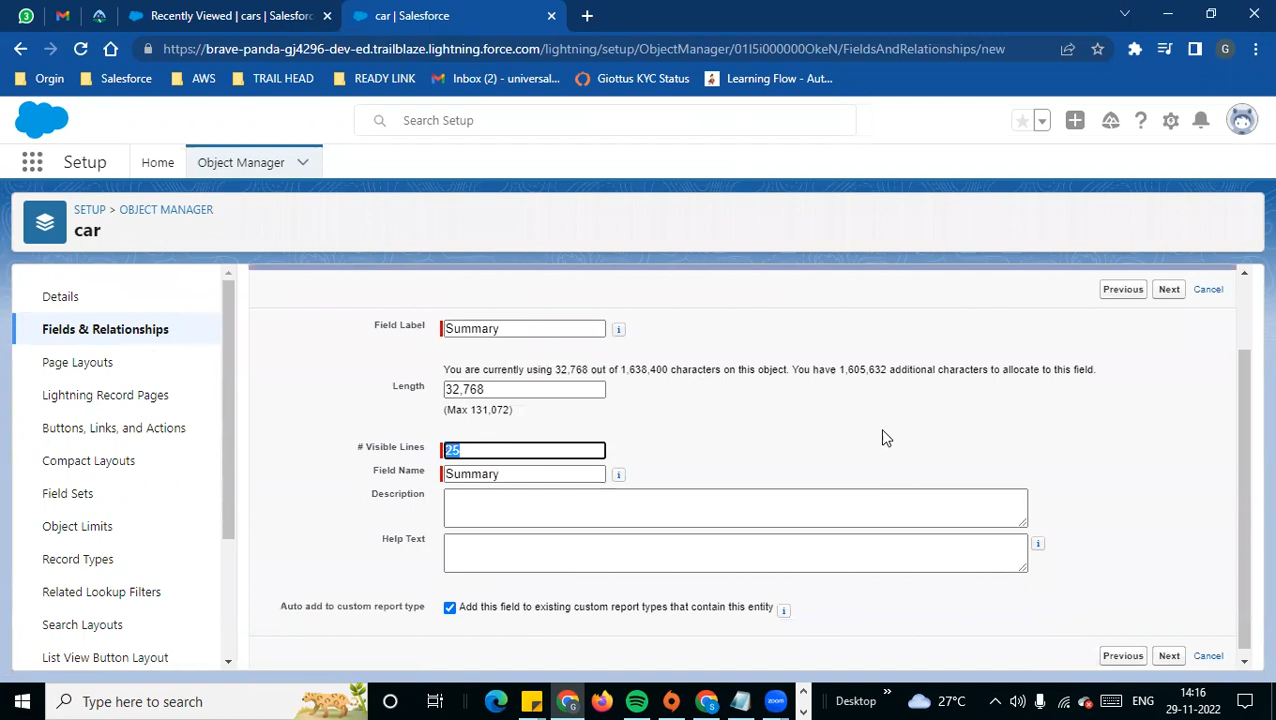 Recently Viewed | cars | Salesforc
car | Salesforce
https://brave-panda-gj4296-dev-ed.trailblaze.lightning.force.com/lightning/setup/ObjectManager/01I5i000000OkeN/FieldsAndRelationships/new
G
Orgin
Salesforce
AWS
TRAIL HEAD
READY LINK
Inbox (2) - universal...
Giottus KYC Status
Learning Flow - Aut...
Search Setup
Setup
Home
Object Manager
SETUP > OBJECT MANAGER
car
Details
Fields & Relationships
Page Layouts
Lightning Record Pages
Buttons, Links, and Actions
Compact Layouts
Field Sets
Object Limits
Record Types
Related Lookup Filters
Search Layouts
List View Button Layout
Previous
Next
Cancel
Field Label
Summary
You are currently using 32,768 out of 1,638,400 characters on this object. You have 1,605,632 additional characters to allocate to this field.
Length
32,768
(Max 131,072)
# Visible Lines
25
Field Name
Summary
Description
Help Text
Auto add to custom report type
Add this field to existing custom report types that contain this entity
Previous
Next
Cancel
Type here to search
zoom
Desktop
27°C
ENG
14:16
29-11-2022